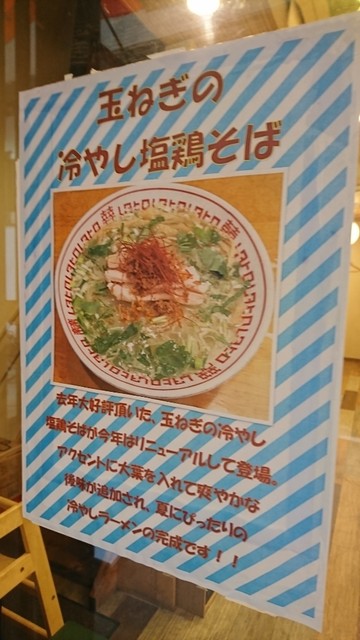 玉ねぎの
冷やし塩鶏そば
去年大好評頂いた、玉ねぎの冷やし
塩鶏そばが今年はリニューアルして登場。
アクセントに大葉を入れて爽やかな
後味が追加され、夏にぴったりの
冷やしラーメンの完成です！！